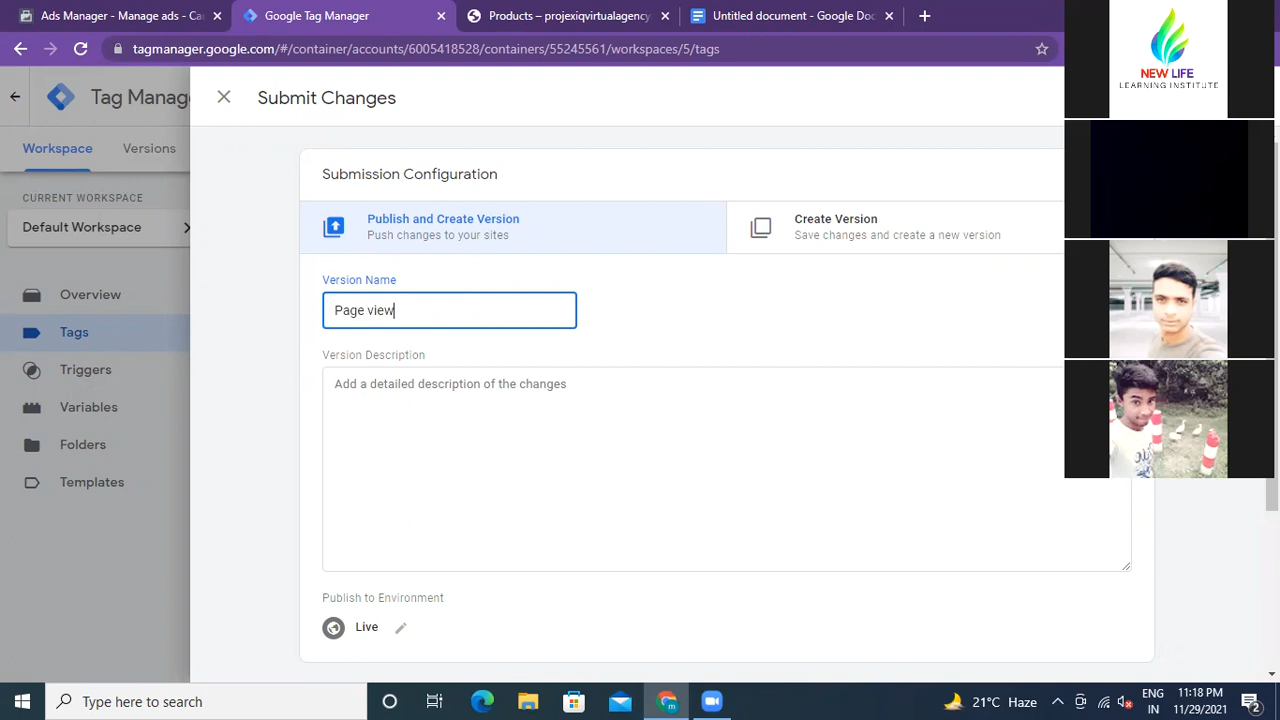 Ads Manager - Manage ads - Ca
Google Tag Manager
Products – projexiqvirtualagency
Untitled document - Google Doc
tagmanager.google.com/#/container/accounts/6005418528/containers/55245561/workspaces/5/tags
Tag Manag
Submit Changes
Workspace
Versions
CURRENT WORKSPACE
Default Workspace
Overview
Tags
Triggers
Variables
Folders
Templates
Submission Configuration
Publish and Create Version
Push changes to your sites
Create Version
Save changes and create a new version
Version Name
Page view
Version Description
Add a detailed description of the changes
Publish to Environment
Live
NEW LIFE
LEARNING INSTITUTE
Type here to search
21°C Haze
ENG
IN
11:18 PM
11/29/2021
2